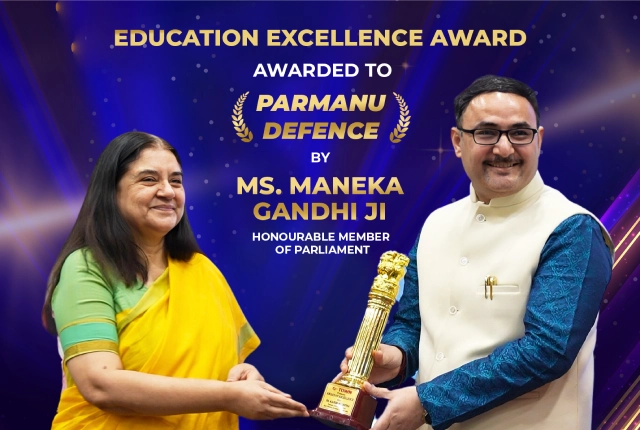 EDUCATION EXCELLENCE AWARD
AWARDED TO
PARMANU
DEFENCE
BY
MS. MANEKA
GANDHI JI
HONOURABLE MEMBER
OF PARLIAMENT